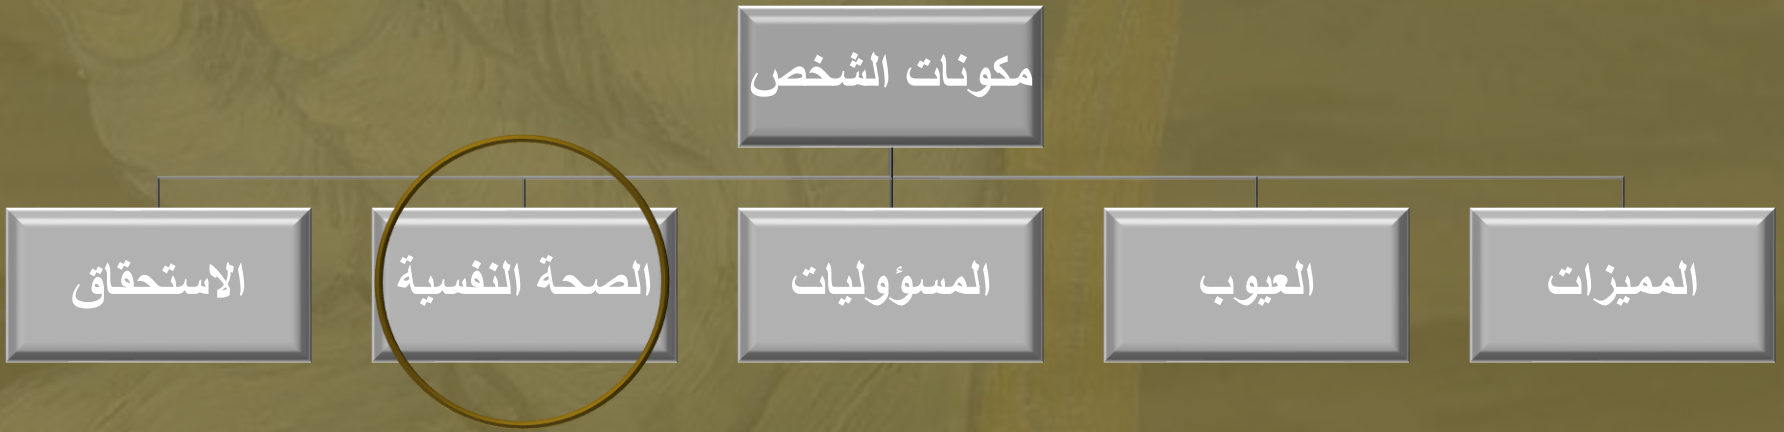 مكونات الشخص
المميزات
العيوب
المسؤوليات
الصحة النفسية
الاستحقاق